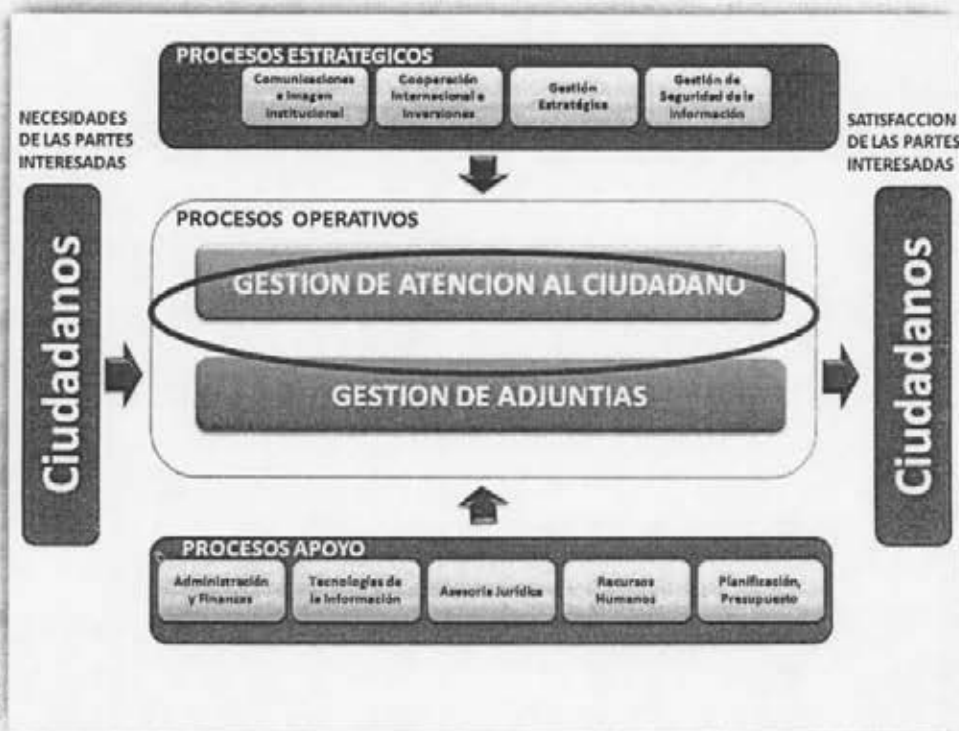 PROCESOS ESTRATEGICOS
Comunicaciones
e Imagen
Institucional
Cooperación
Internacional e
Inversiones
Gestión
Estratégica
Gestión de
Seguridad de la
Información
NECESIDADES
DE LAS PARTES
INTERESADAS
SATISFACCION
DE LAS PARTES
INTERESADAS
Ciudadanos
PROCESOS OPERATIVOS
GESTION DE ATENCION AL CIUDADANO
GESTION DE ADJUNTIAS
Ciudadanos
PROCESOS APOYO
Administración
y Finanzas
Tecnologías de
la Información
Asesoría Jurídica
Recursos
Humanos
Planificación,
Presupuesto